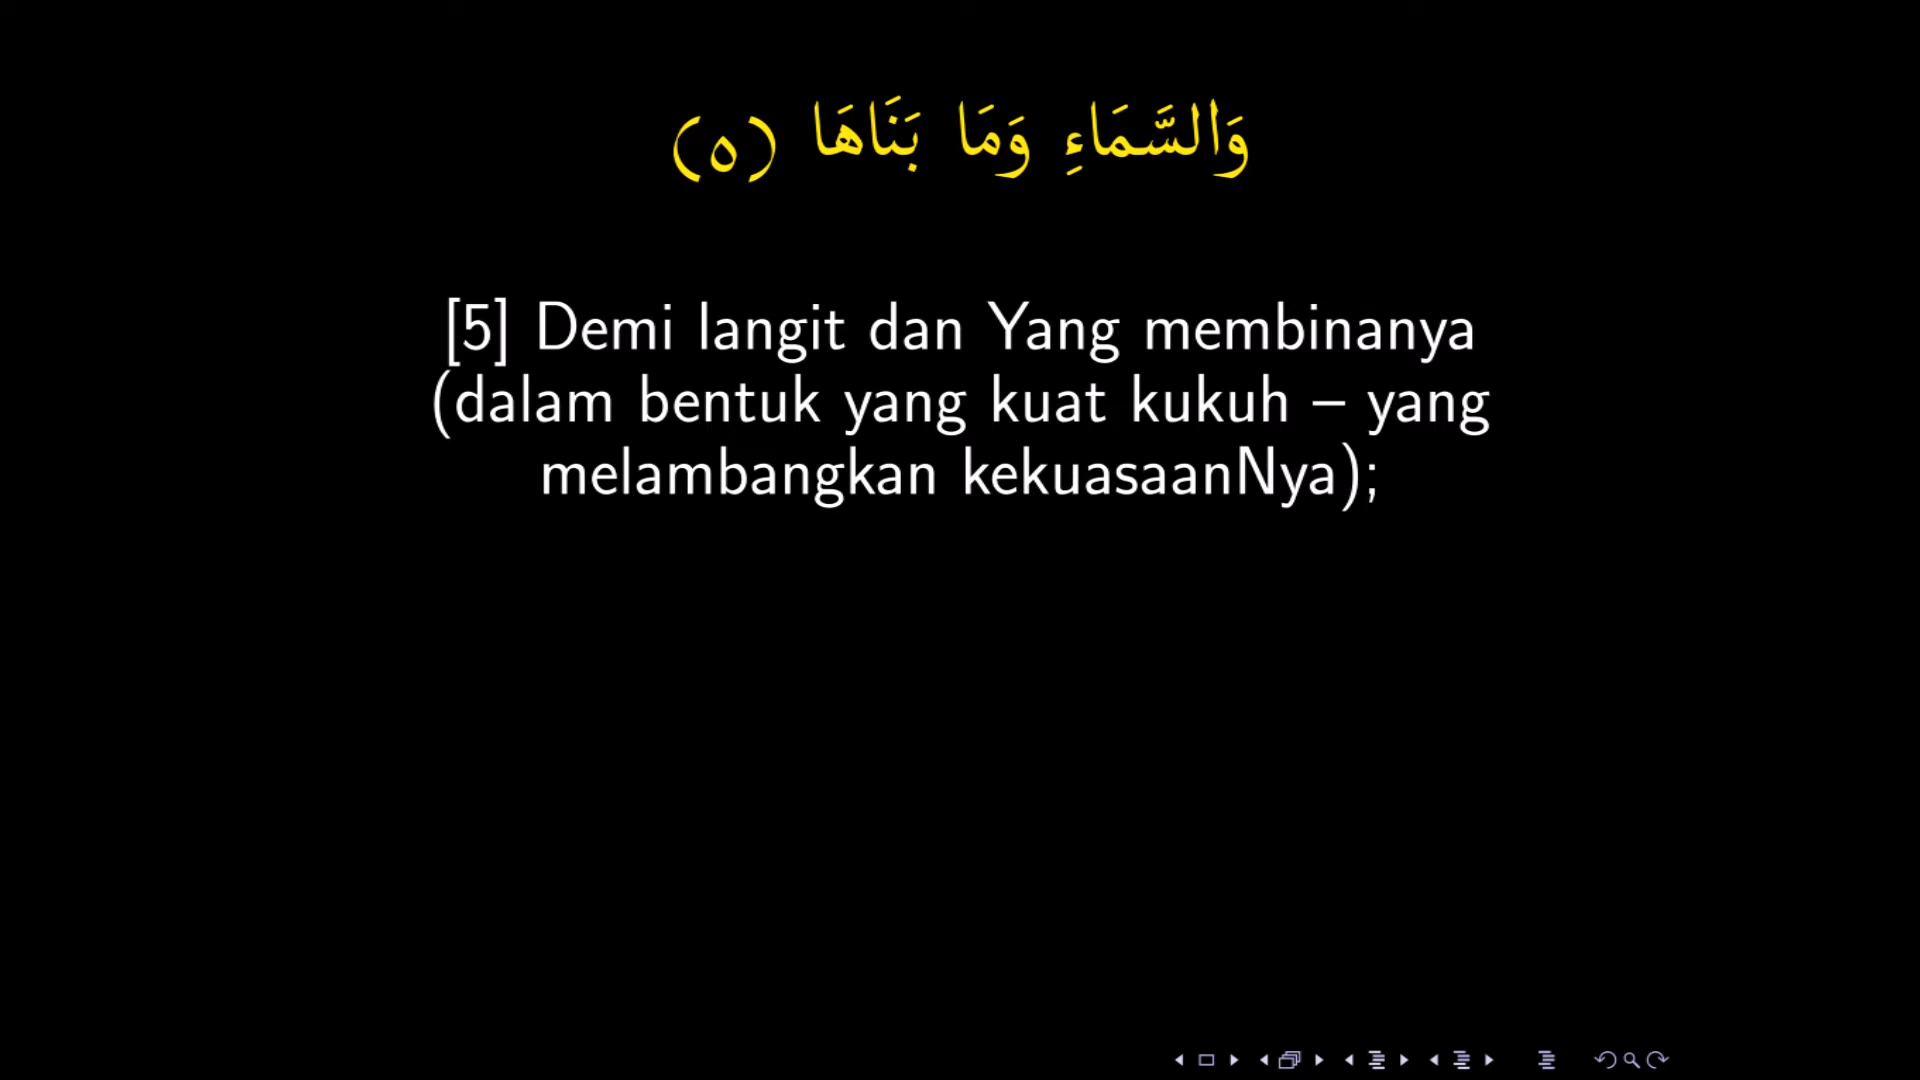 وَالسَّمَاءِ وَمَا بَنَاهَا (٥)
[5] Demi langit dan Yang membinanya
(dalam bentuk yang kuat kukuh – yang
melambangkan kekuasaanNya);